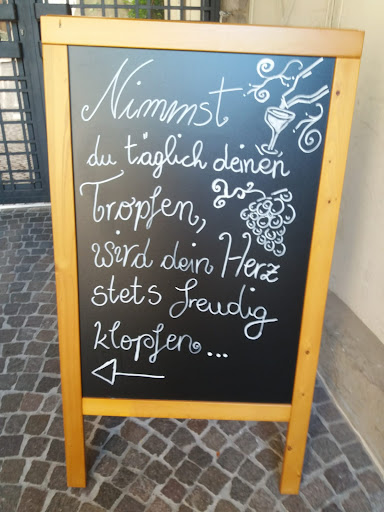 Nimmst
du täglich deinen
Tropfen,
wird dein Herz
stets freudig
klopfen...